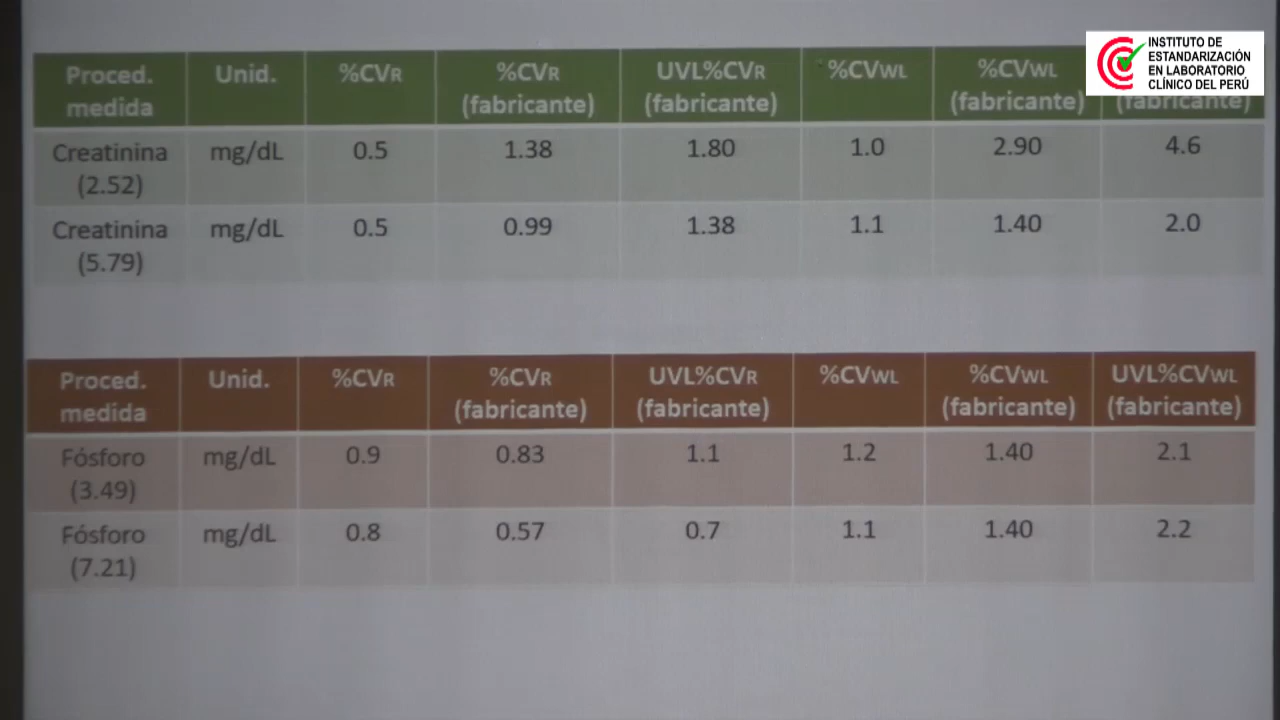 INSTITUTO DE
ESTANDARIZACIÓN
EN LABORATORIO
CLÍNICO DEL PERÚ
Proced. medida Unid. %CVR %CVR (fabricante) UVL%CVR (fabricante) %CVWL %CVWL (fabricante) (fabricante)
Creatinina (2.52) mg/dL 0.5 1.38 1.80 1.0 2.90 4.6
Creatinina (5.79) mg/dL 0.5 0.99 1.38 1.1 1.40 2.0
Proced. medida Unid. %CVR %CVR (fabricante) UVL%CVR (fabricante) %CVWL %CVWL (fabricante) UVL%CVWL (fabricante)
Fósforo (3.49) mg/dL 0.9 0.83 1.1 1.2 1.40 2.1
Fósforo (7.21) mg/dL 0.8 0.57 0.7 1.1 1.40 2.2